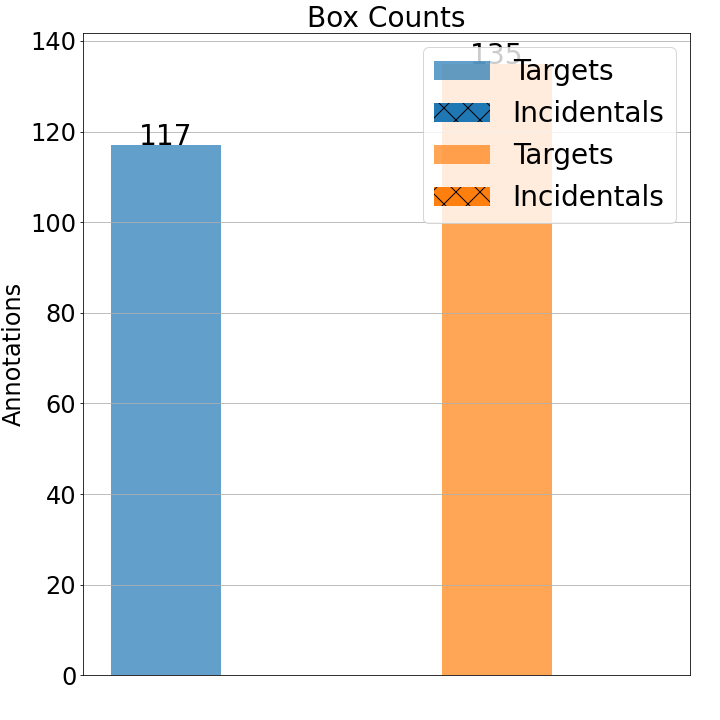 Box Counts
Annotations
140
120
100
80
60
40
20
0
117
135
Targets
Incidentals
Targets
Incidentals